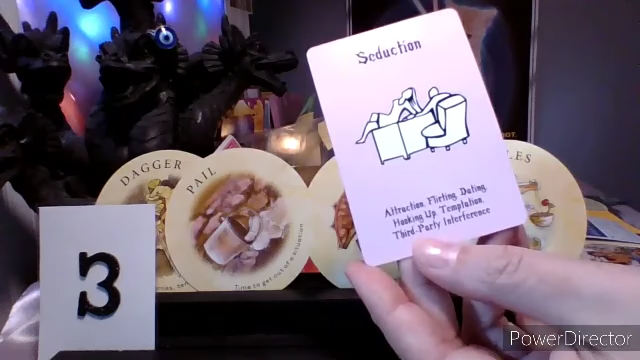 Seduction
Attraction, Flirting, Dating,
Hooking Up, Temptation,
Third-Party Interference
DAGGER
PAIL
Time to get out of a situation
LES
3
PowerDirector